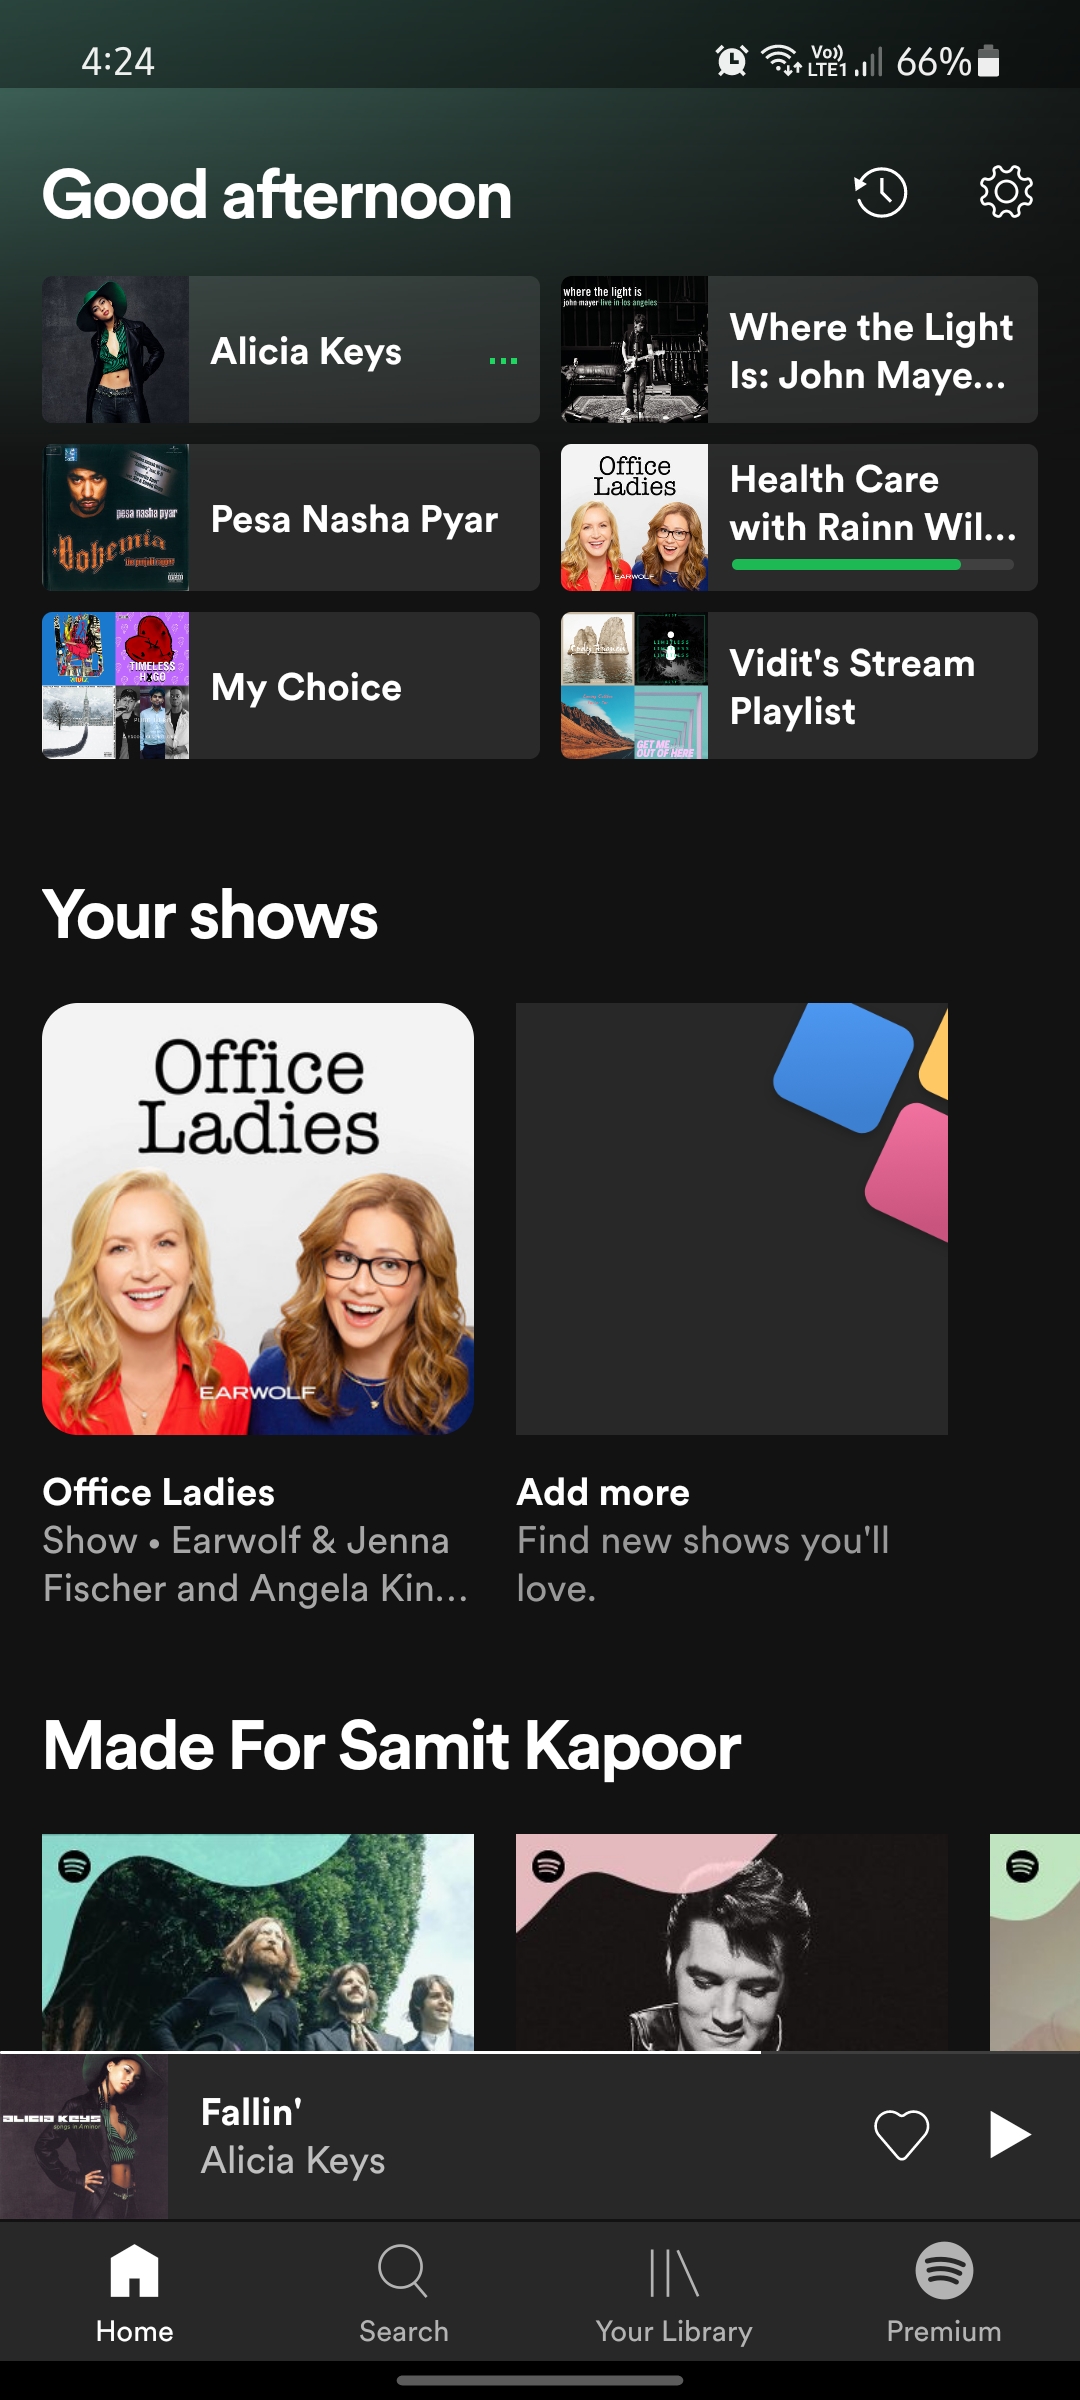 4:24
Vo))
LTE1
66%
Good afternoon
Alicia Keys
...
where the light is
john mayer live in los angeles
Where the Light
Is: John Maye...
pesa nasha pyar
Bohemia
Pesa Nasha Pyar
Office
Ladies
EARWOLF
Health Care
with Rainn Wil...
TIMELESS
My Choice
LIMITLESS
GET ME
OUT OF HERE
Vidit's Stream
Playlist
Your shows
Office
Ladies
EARWOLF
Office Ladies
Show • Earwolf & Jenna
Fischer and Angela Kin...
Add more
Find new shows you'll
love.
Made For Samit Kapoor
ALICIA KEYS
songs in A minor
Fallin'
Alicia Keys
Home
Search
Your Library
Premium